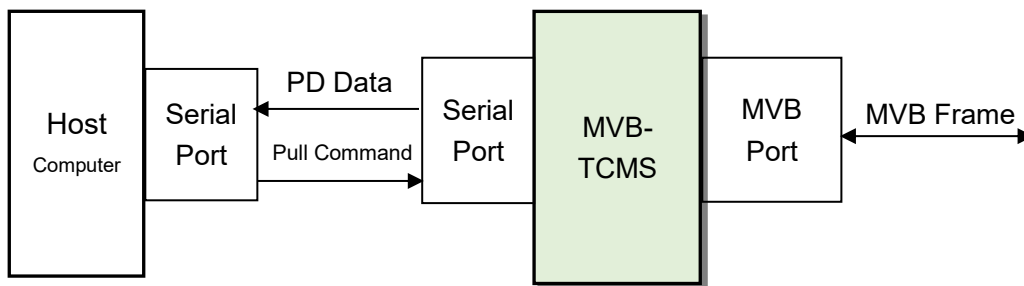 Host
Computer
Serial
Port
PD Data
Pull Command
Serial
Port
MVB-
TCMS
MVB
Port
MVB Frame